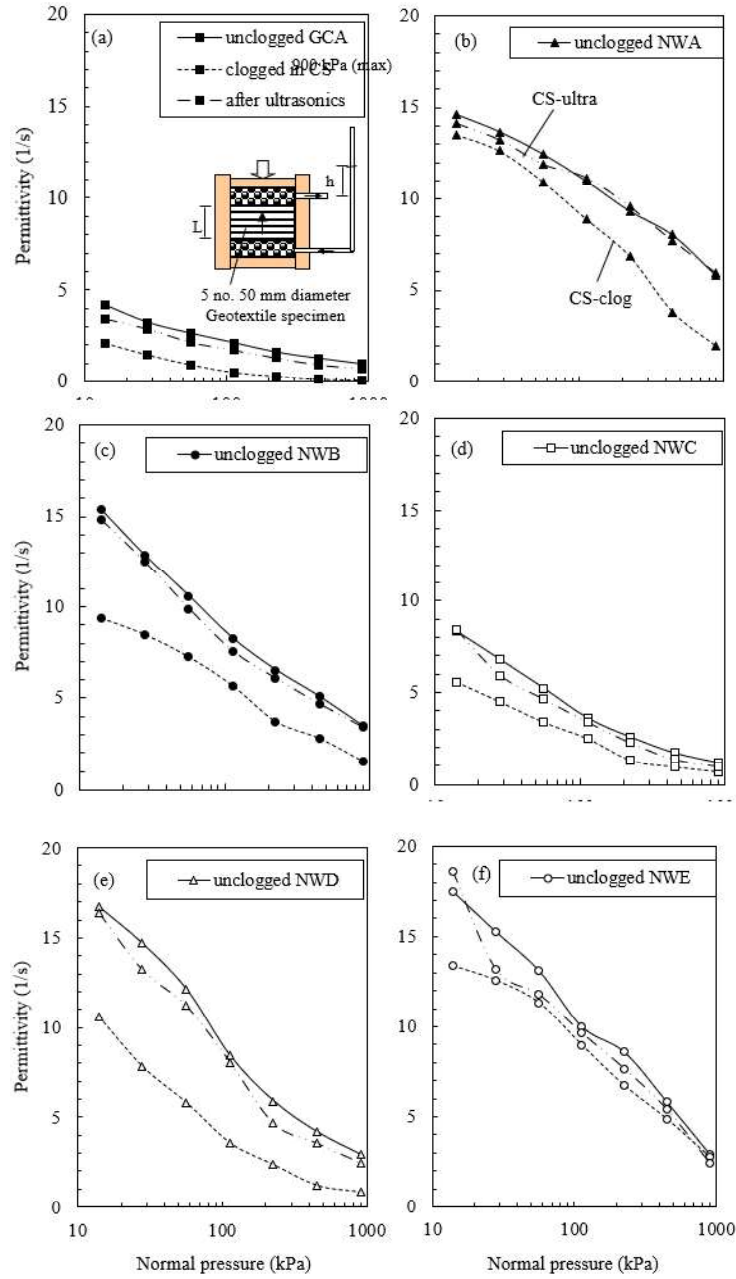 (a)
unclogged GCA
clogged in CS
900 kPa (max)
after ultrasonics
h
L
5 no. 50 mm diameter
Geotextile specimen
Permittivity (1/s)
20
15
10
5
0
10
100
1000
(b)
unclogged NWA
CS-ultra
CS-clog
20
15
10
5
0
(c)
unclogged NWB
Permittivity (1/s)
20
15
10
5
0
(d)
unclogged NWC
20
15
10
5
0
(e)
unclogged NWD
Permittivity (1/s)
20
15
10
5
0
10
100
1000
Normal pressure (kPa)
(f)
unclogged NWE
20
15
10
5
0
10
100
1000
Normal pressure (kPa)